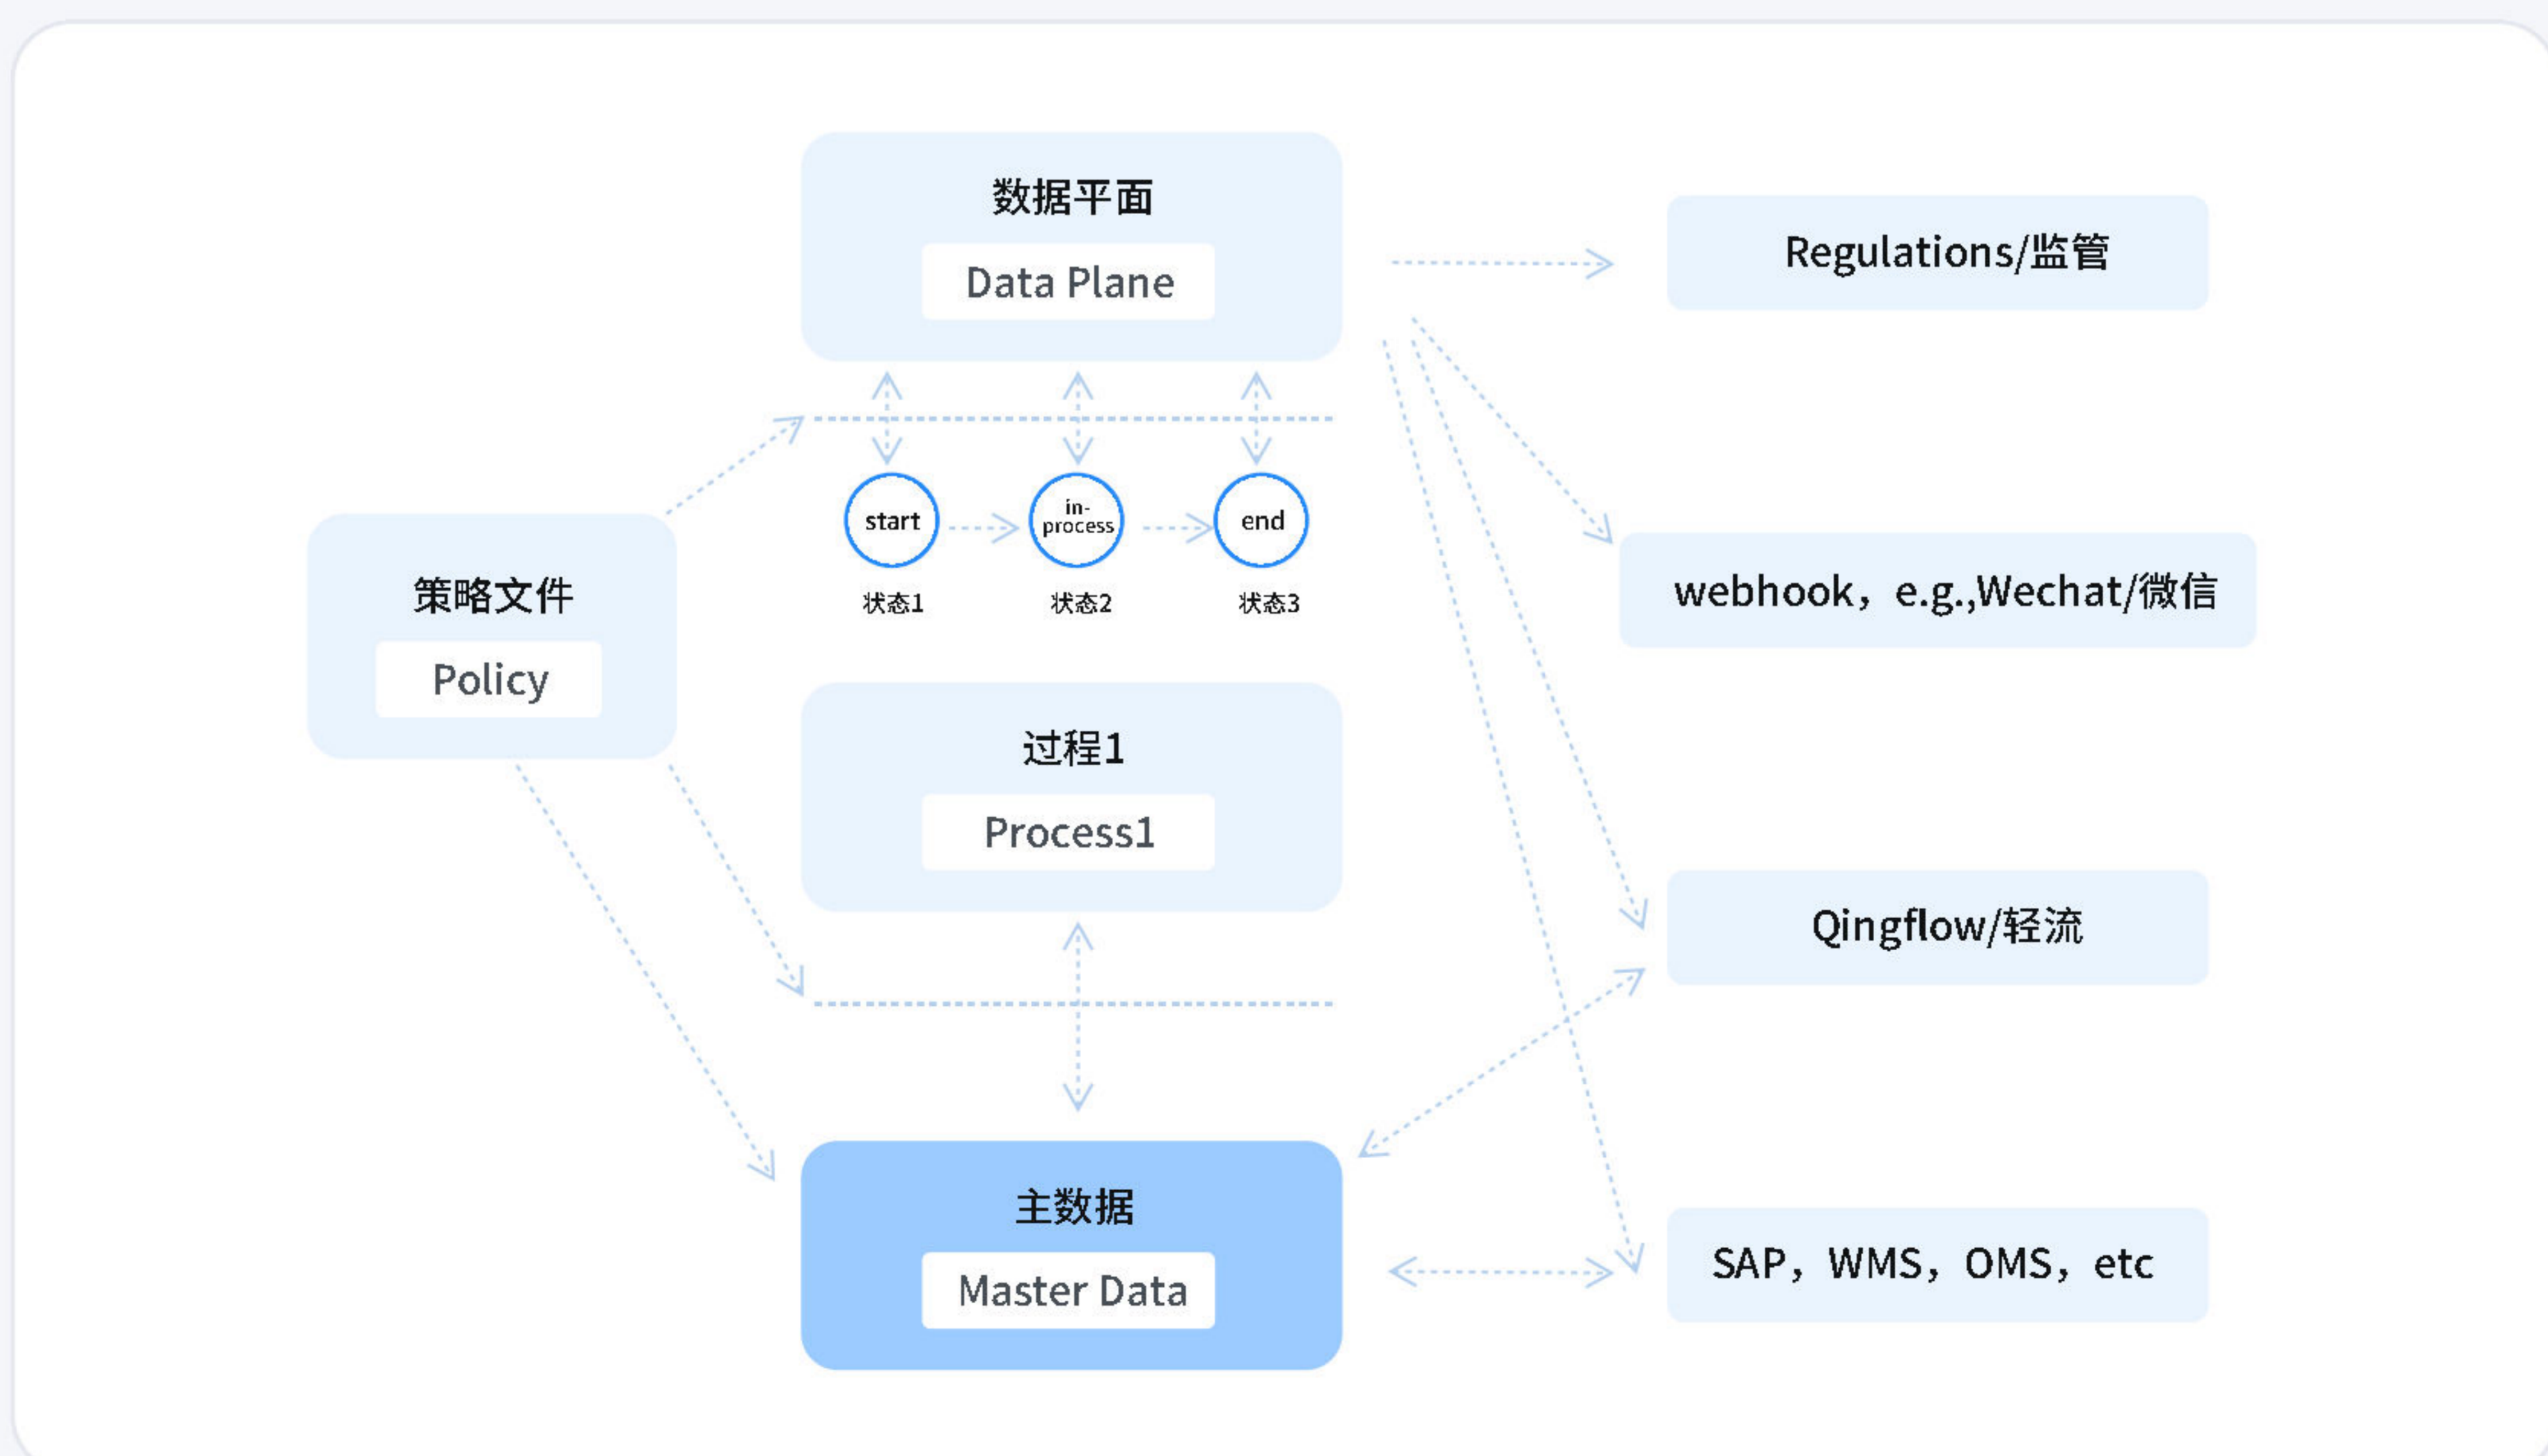 数据平面
Data Plane
Regulations/监管
start
in-
process
end
状态1
状态2
状态3
策略文件
Policy
webhook，e.g.,Wechat/微信
过程1
Process1
Qingflow/轻流
主数据
Master Data
SAP，WMS，OMS，etc